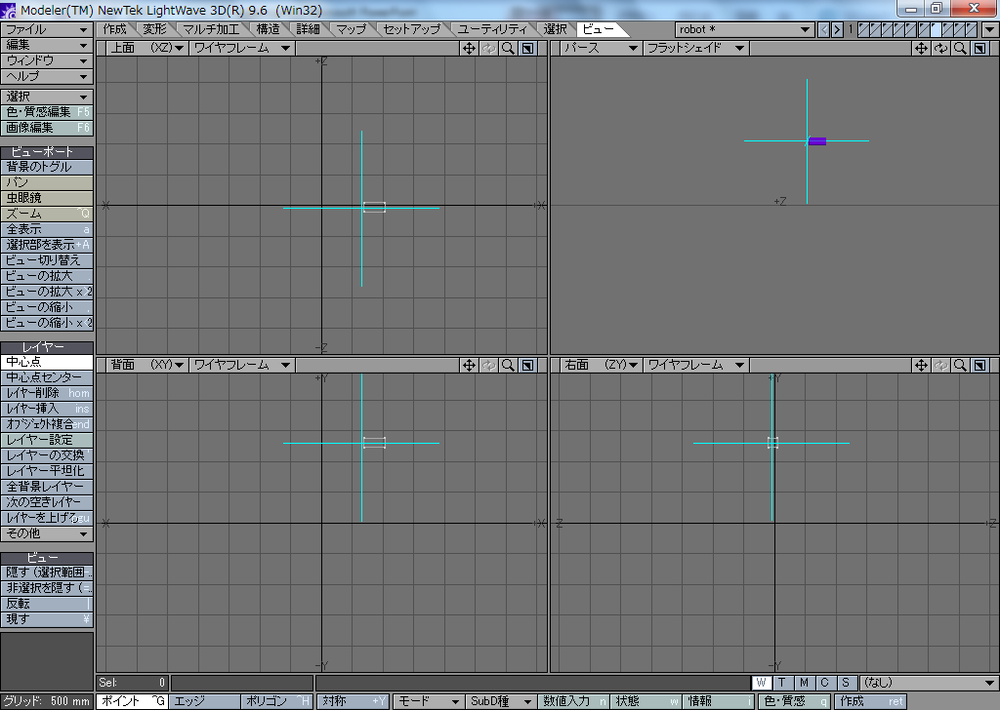 Modeler(TM) NewTek LightWave 3D(R) 9.6 (Win32)
ファイル 作成 変形 マルチ加工 構造 詳細 マップ セットアップ ユーティリティ 選択 ビュー robot * 1
編集
ウィンドウ
ヘルプ
選択
色・質感編集 F5
画像編集 F6
ビューポート
背景のトグル
パン
虫眼鏡
ズーム ^Q
全表示 a
選択部を表示 +A
ビュー切り替え
ビューの拡大 .
ビューの拡大 x 2
ビューの縮小 ,
ビューの縮小 x 2
レイヤー
中心点
中心点センター
レイヤー削除 hom
レイヤー挿入 ins
オブジェクト複合 end
レイヤー設定
レイヤーの交換 '
レイヤー平坦化
全背景レイヤー
次の空きレイヤー
レイヤーを上げる pgu
その他
ビュー
隠す (選択範囲 -
非選択を隠す ( =
反転 |
現す ¥
グリッド: 500 mm
上面 (XZ) ワイヤフレーム
+Z
-X +X
-Z
パース フラットシェイド
+Z
背面 (XY) ワイヤフレーム
+Y
-X +X
-Y
右面 (ZY) ワイヤフレーム
+Y
-Z +Z
-Y
Sel: 0 W T M C S (なし)
ポイント ^G エッジ ポリゴン ^H 対称 +Y モード SubD種 数値入力 n 状態 w 情報 i 色・質感 q 作成 ret